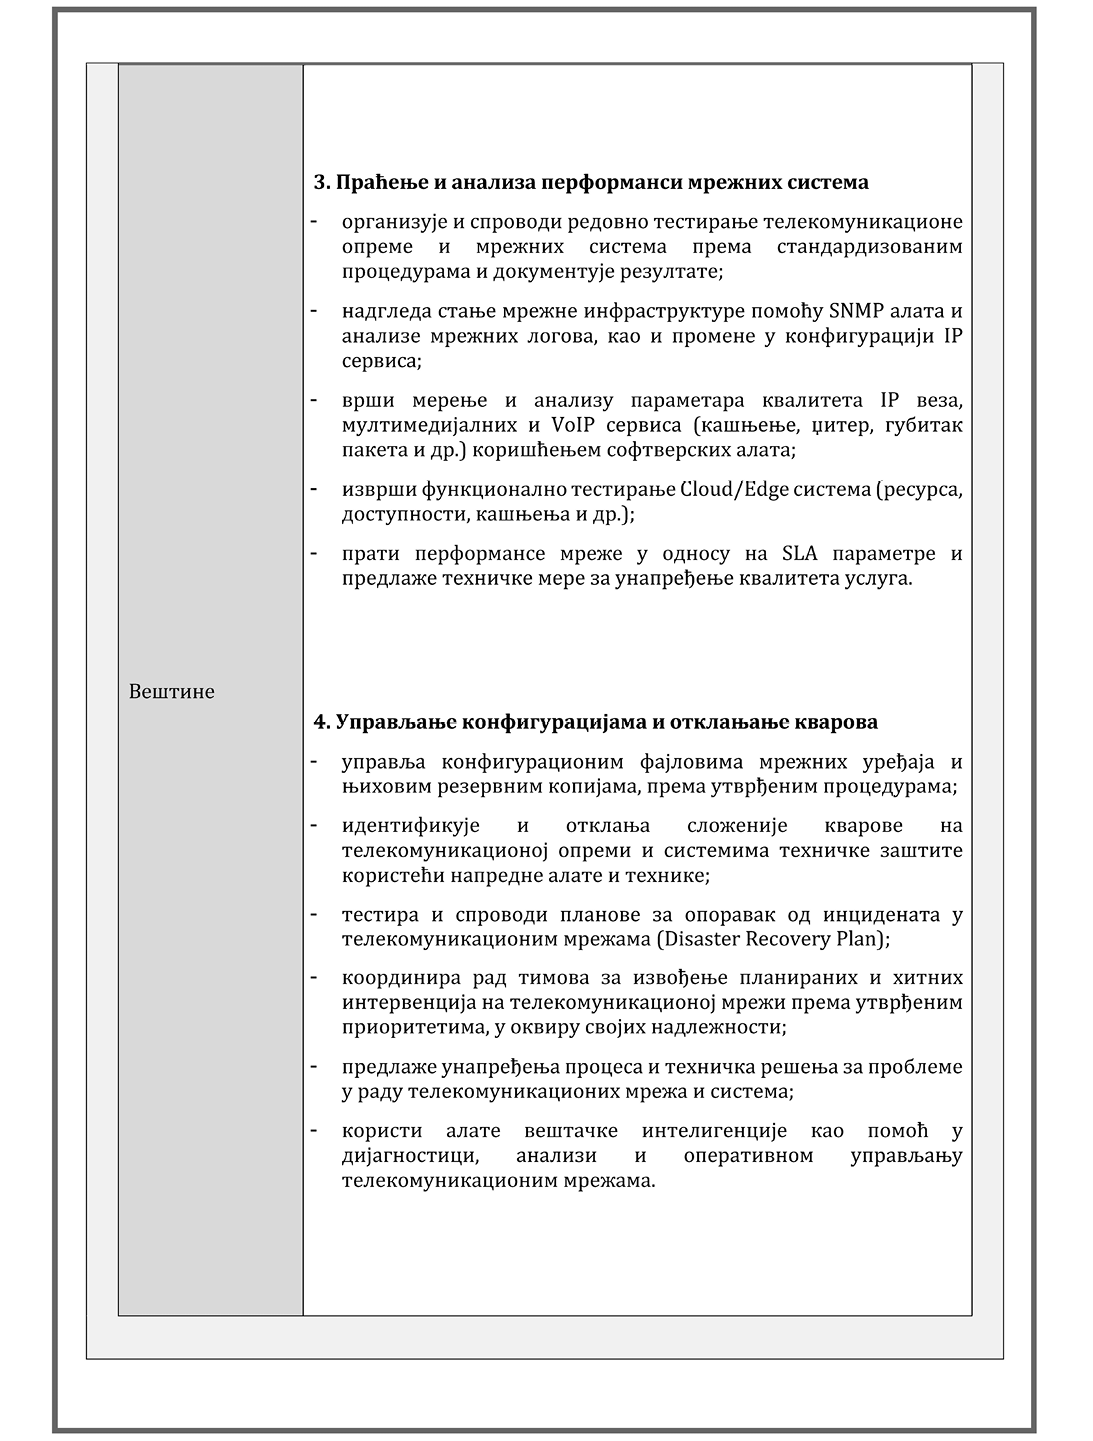 3. Праћење и анализа перформанси мрежних система
- организује и спроводи редовно тестирање телекомуникационе
опреме и мрежних система према стандардизованим
процедурама и документује резултате;
- надгледа стање мрежне инфраструктуре помоћу SNMP алата и
анализе мрежних логова, као и промене у конфигурацији IP
сервиса;
- врши мерење и анализу параметара квалитета IP веза,
мултимедијалних и VoIP сервиса (кашњење, џитер, губитак
пакета и др.) коришћењем софтверских алата;
- изврши функционално тестирање Cloud/Edge система (ресурса,
доступности, кашњења и др.);
- прати перформансе мреже у односу на SLA параметре и
предлаже техничке мере за унапређење квалитета услуга.
Вештине
4. Управљање конфигурацијама и отклањање кварова
- управља конфигурационим фајловима мрежних уређаја и
њиховим резервним копијама, према утврђеним процедурама;
- идентификује и отклања сложеније кварове на
телекомуникационој опреми и системима техничке заштите
користећи напредне алате и технике;
- тестира и спроводи планове за опоравак од инцидената у
телекомуникационим мрежама (Disaster Recovery Plan);
- координира рад тимова за извођење планираних и хитних
интервенција на телекомуникационој мрежи према утврђеним
приоритетима, у оквиру својих надлежности;
- предлаже унапређења процеса и техничка решења за проблеме
у раду телекомуникационих мрежа и система;
- користи алате вештачке интелигенције као помоћ у
дијагностици, анализи и оперативном управљању
телекомуникационим мрежама.